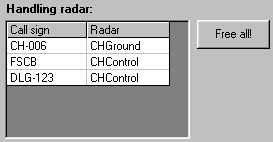 Handling radar:
Call sign Radar
CH-006 CHGround
FSCB CHControl
DLG-123 CHControl
Free all!